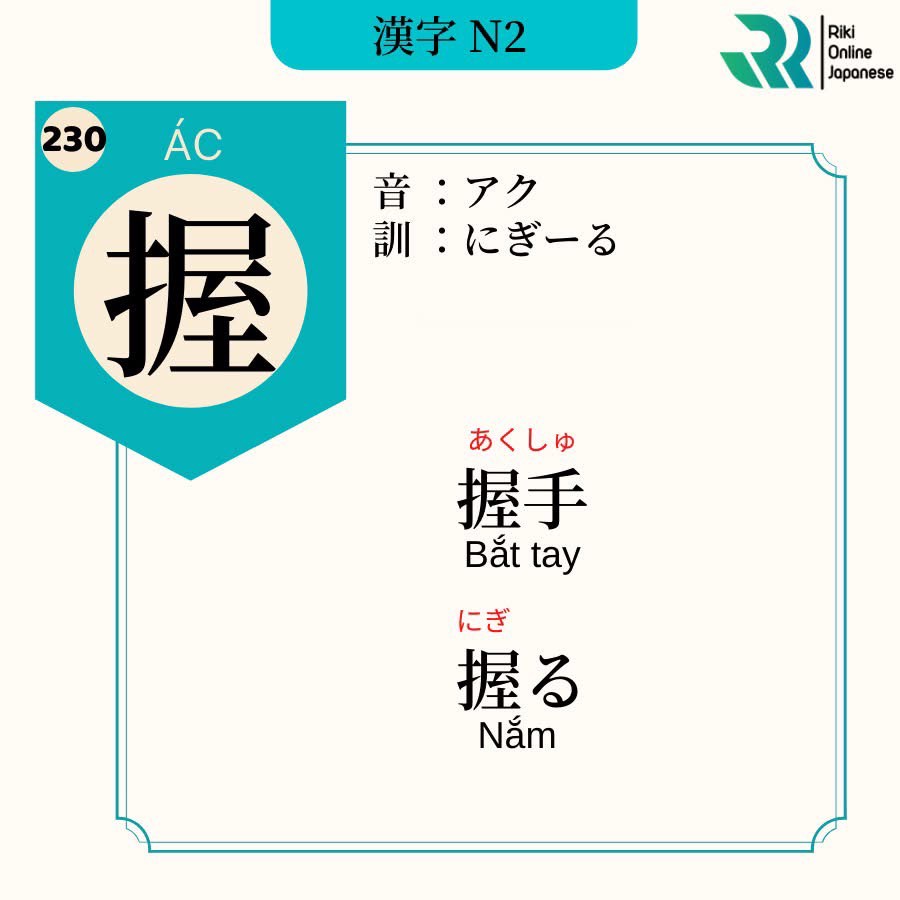 漢字 N2
Riki
Online
Japanese
230
ÁC
握
音 ：アク
訓 ：にぎーる
あくしゅ
握手
Bắt tay
にぎ
握る
Nắm